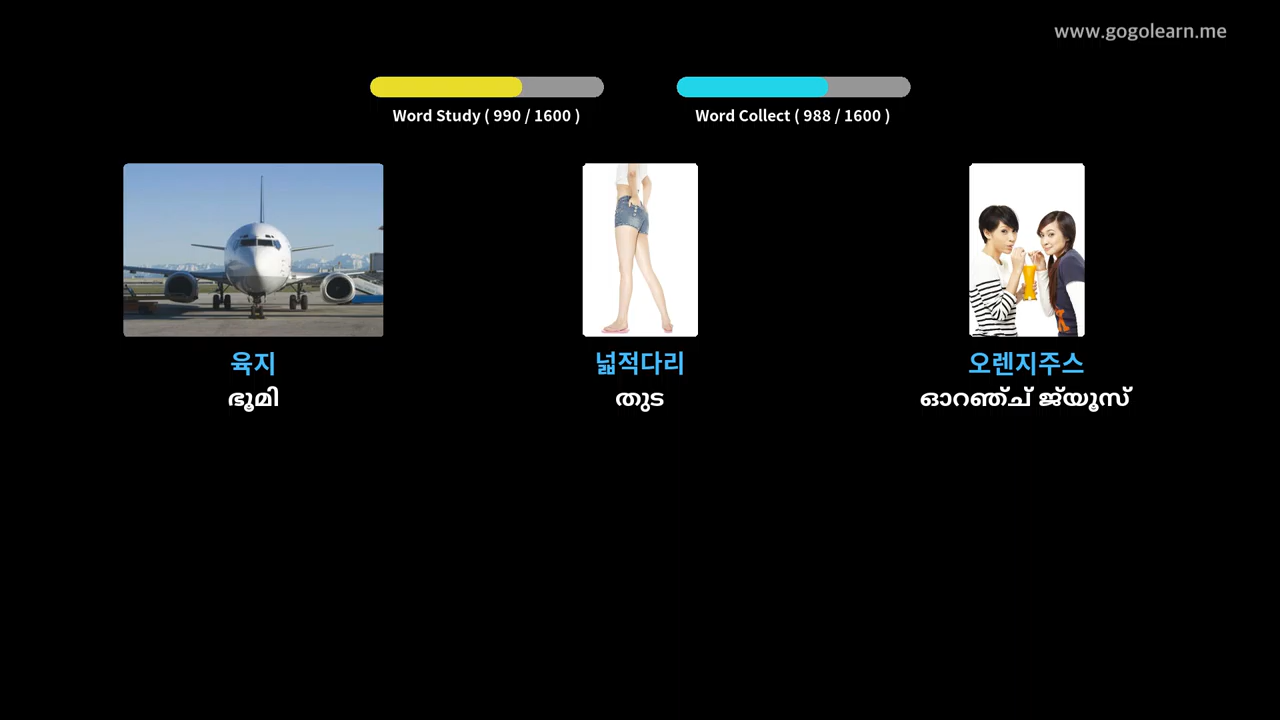 www.gogolearn.me
Word Study ( 990 / 1600 )
Word Collect ( 988 / 1600 )
육지
ഭൂമി
넓적다리
തുട
오렌지주스
ഓറഞ്ച് ജ്യൂസ്